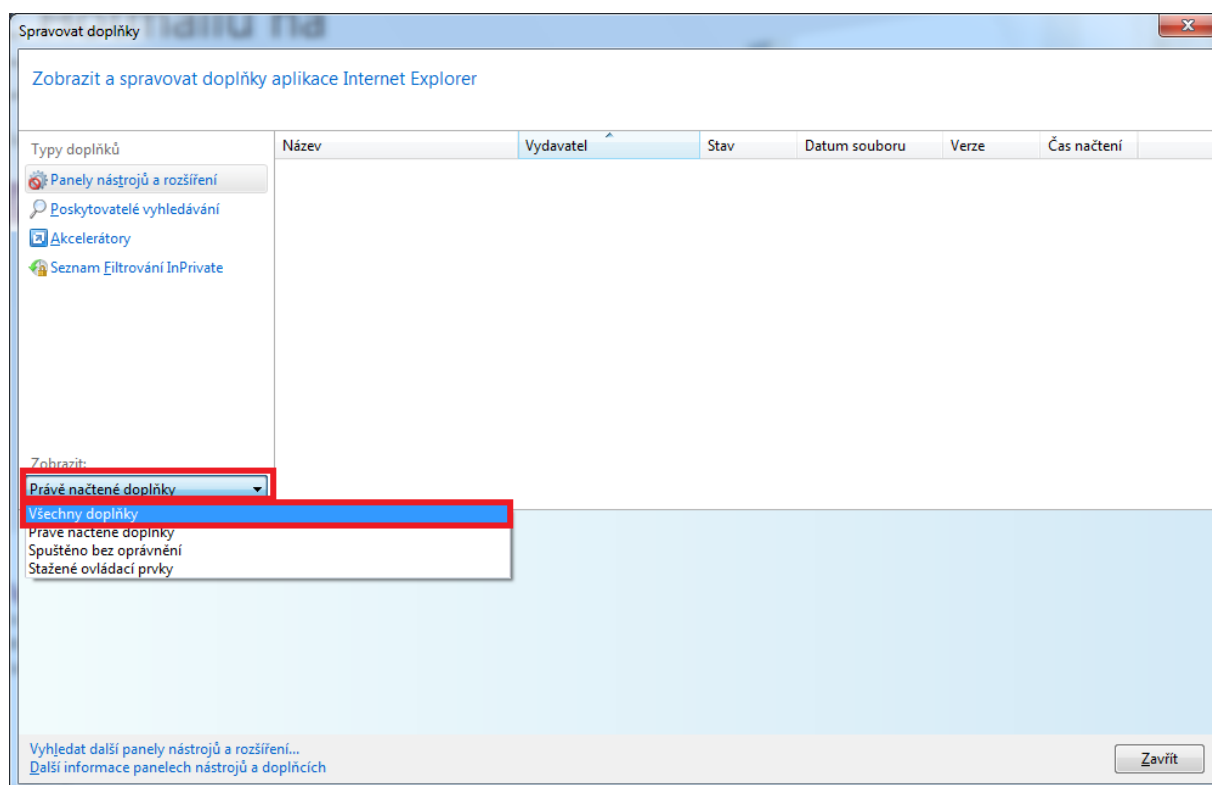 Spravovat doplňky
Zobrazit a spravovat doplňky aplikace Internet Explorer
Typy doplňků
Název Vydavatel Stav Datum souboru Verze Čas načtení
Panely nástrojů a rozšíření
Poskytovatelé vyhledávání
Akcelerátory
Seznam Filtrování InPrivate
Zobrazit:
Právě načtené doplňky
Všechny doplňky
Právě načtené doplňky
Spuštěno bez oprávnění
Stažené ovládací prvky
Vyhledat další panely nástrojů a rozšíření...
Další informace panelech nástrojů a doplňcích
Zavřít